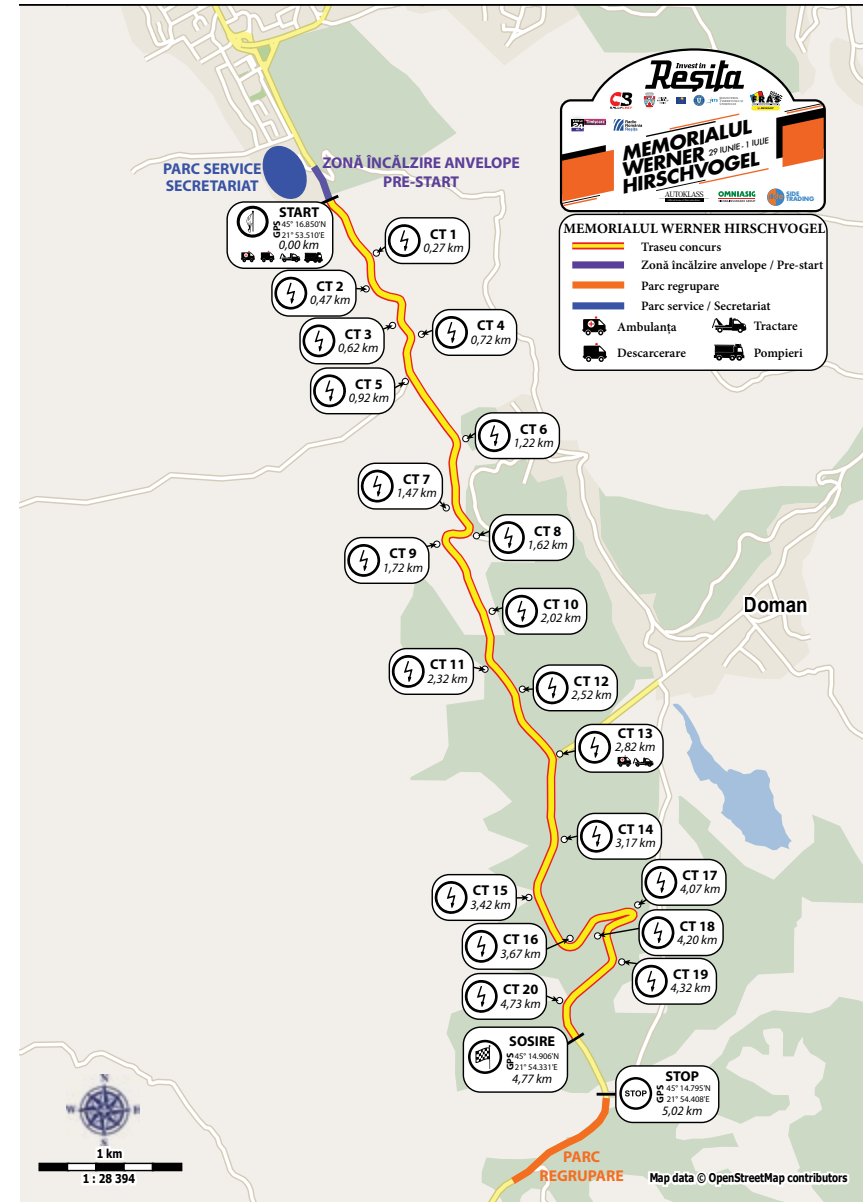 Invest in
Reșița
CS
FRAS
MEMORIALUL
WERNER 29 IUNIE - 1 IULIE
HIRSCHVOGEL
Radio
România
Reșița
AUTOKLASS
OMNIASIG
SIDE
TRADING
PARC SERVICE
SECRETARIAT
ZONĂ ÎNCĂLZIRE ANVELOPE
PRE-START
START
GPS 45° 16.850'N
21° 53.510'E
0,00 km
MEMORIALUL WERNER HIRSCHVOGEL
Traseu concurs
Zonă încălzire anvelope / Pre-start
Parc regrupare
Parc service / Secretariat
Ambulanța
Tractare
Descarcerare
Pompieri
CT 1
0,27 km
CT 2
0,47 km
CT 3
0,62 km
CT 4
0,72 km
CT 5
0,92 km
CT 6
1,22 km
CT 7
1,47 km
CT 8
1,62 km
CT 9
1,72 km
CT 10
2,02 km
Doman
CT 11
2,32 km
CT 12
2,52 km
CT 13
2,82 km
CT 14
3,17 km
CT 15
3,42 km
CT 16
3,67 km
CT 17
4,07 km
CT 18
4,20 km
CT 19
4,32 km
CT 20
4,73 km
SOSIRE
GPS 45° 14.906'N
21° 54.331'E
4,77 km
STOP
STOP
GPS 45° 14.795'N
21° 54.408'E
5,02 km
N
W E
S
1 km
1 : 28 394
PARC
REGRUPARE
Map data © OpenStreetMap contributors